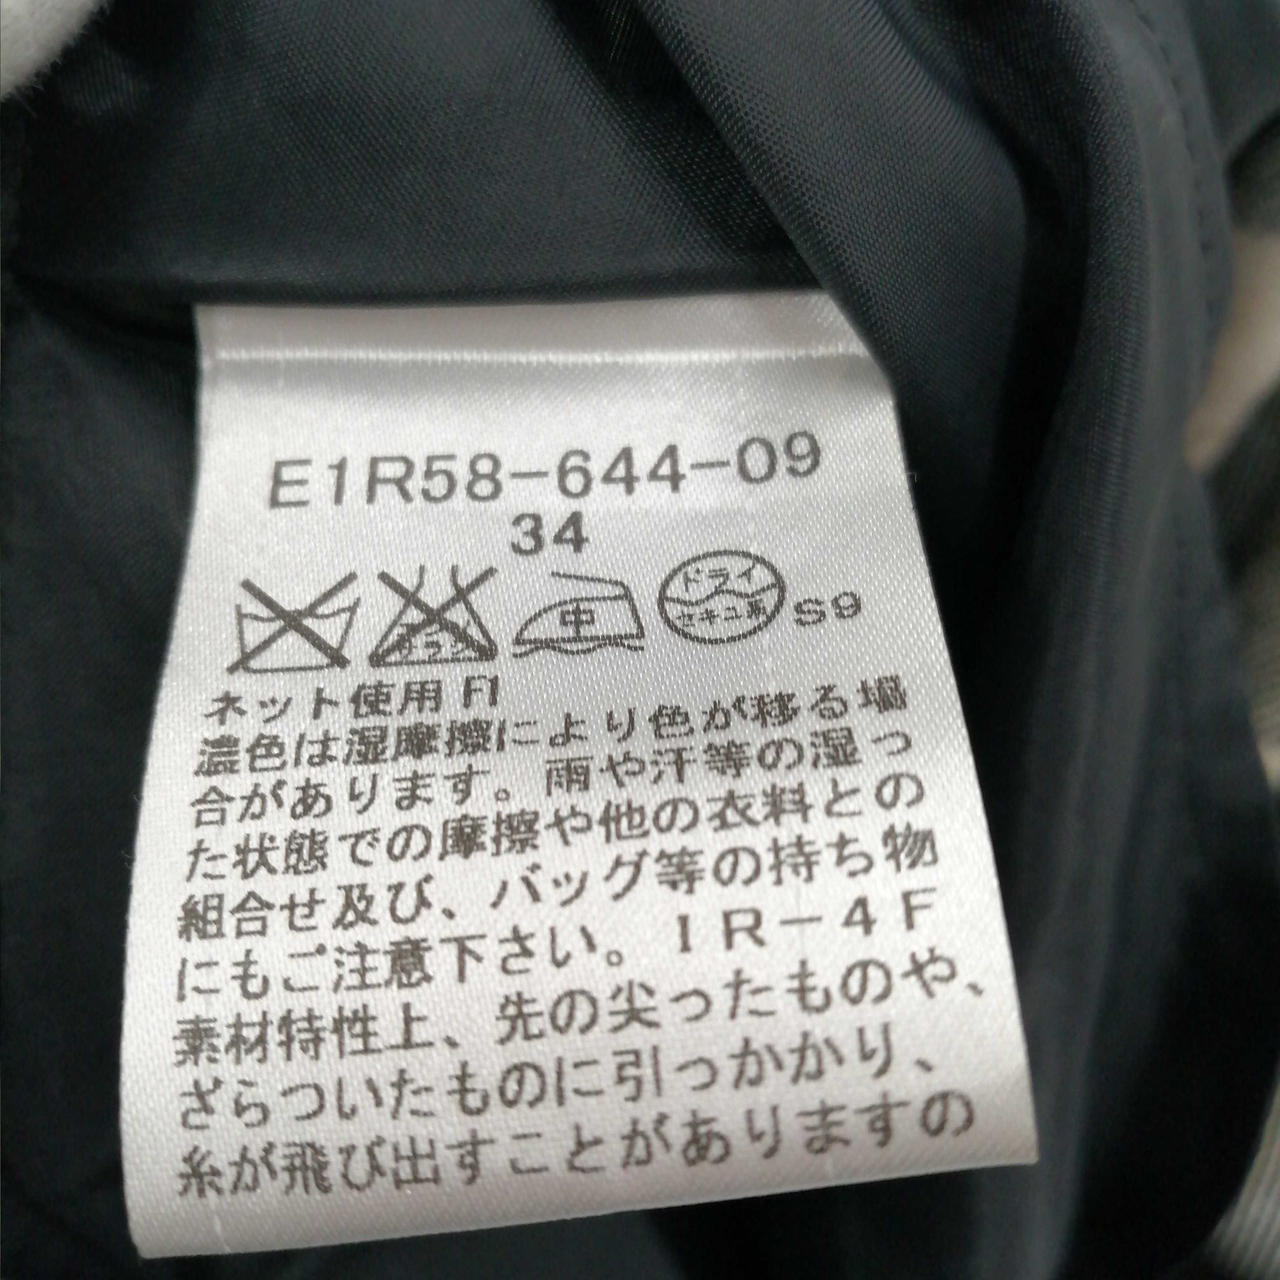 E1R58-644-09
34
中
ドライ
セキユ系
S9
ネット使用 F1
濃色は湿摩擦により色が移る場
合があります。雨や汗等の湿っ
た状態での摩擦や他の衣料との
組合せ及び、バッグ等の持ち物
にもご注意下さい。IR-4F
素材特性上、先の尖ったものや、
ざらついたものに引っかかり、
糸が飛び出すことがありますの